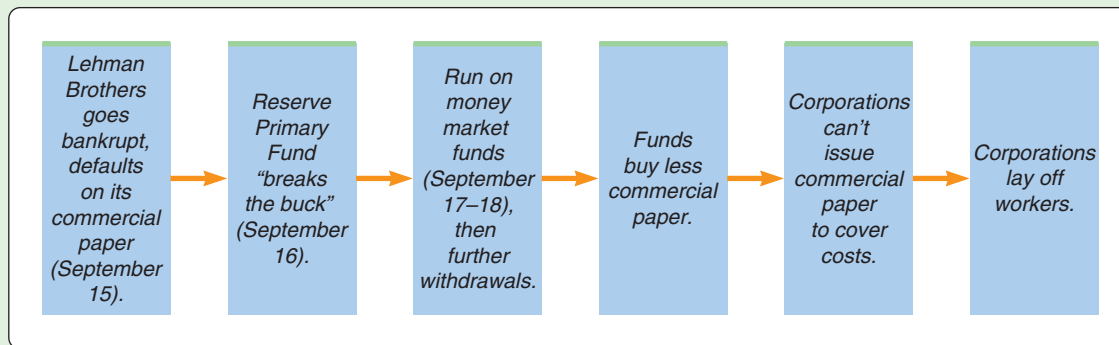 Lehman
Brothers
goes
bankrupt,
defaults
on its
commercial
paper
(September
15).
Reserve
Primary
Fund
“breaks
the buck”
(September
16).
Run on
money
market
funds
(September
17–18),
then
further
withdrawals.
Funds
buy less
commercial
paper.
Corporations
can’t
issue
commercial
paper
to cover
costs.
Corporations
lay off
workers.